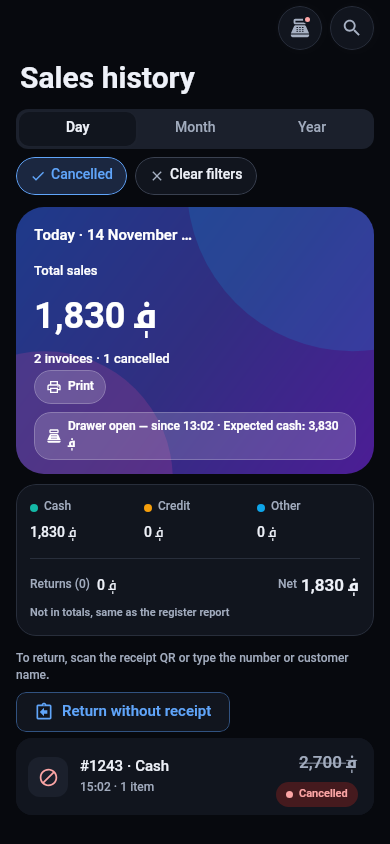 Sales history
Day
Month
Year
Cancelled
Clear filters
Today · 14 November ...
Total sales
1,830
2 invoices · 1 cancelled
Print
Drawer open — since 13:02 · Expected cash: 3,830
Cash
Credit
Other
1,830
0
0
Returns (0) 0
Net 1,830
Not in totals, same as the register report
To return, scan the receipt QR or type the number or customer
name.
Return without receipt
#1243 · Cash
2,700
15:02 · 1 item
Cancelled